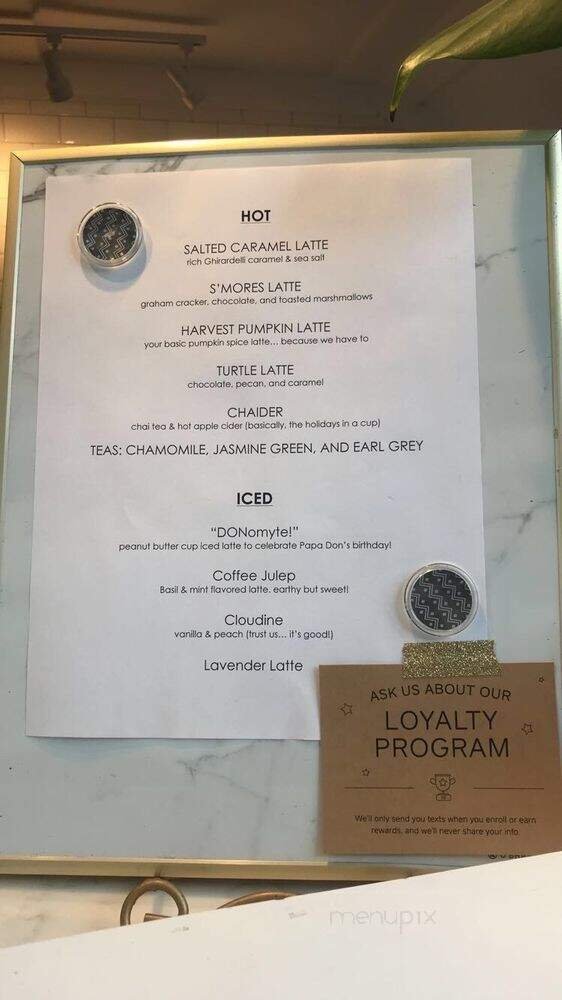 HOT
SALTED CARAMEL LATTE
rich Ghirardelli caramel & sea salt
S'MORES LATTE
graham cracker, chocolate, and toasted marshmallows
HARVEST PUMPKIN LATTE
your basic pumpkin spice latte... because we have to
TURTLE LATTE
chocolate, pecan, and caramel
CHAIDER
chai tea & hot apple cider (basically, the holidays in a cup)
TEAS: CHAMOMILE, JASMINE GREEN, AND EARL GREY
ICED
"DONomyte!"
peanut butter cup iced latte to celebrate Papa Don's birthday!
Coffee Julep
Basil & mint flavored latte. earthy but sweet!
Cloudine
vanilla & peach (trust us... it's good!)
Lavender Latte
ASK US ABOUT OUR
LOYALTY
PROGRAM
We'll only send you texts when you enroll or earn
rewards, and we'll never share your info.
menupix